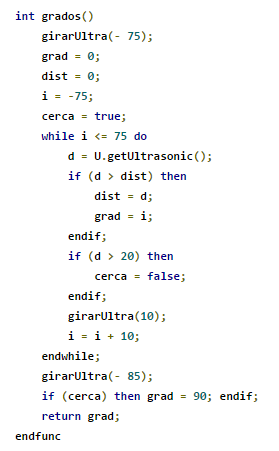 int grados()
    girarUltra(- 75);
    grad = 0;
    dist = 0;
    i = -75;
    cerca = true;
    while i <= 75 do
        d = U.getUltrasonic();
        if (d > dist) then
            dist = d;
            grad = i;
        endif;
        if (d > 20) then
            cerca = false;
        endif;
        girarUltra(10);
        i = i + 10;
    endwhile;
    girarUltra(- 85);
    if (cerca) then grad = 90; endif;
    return grad;
endfunc